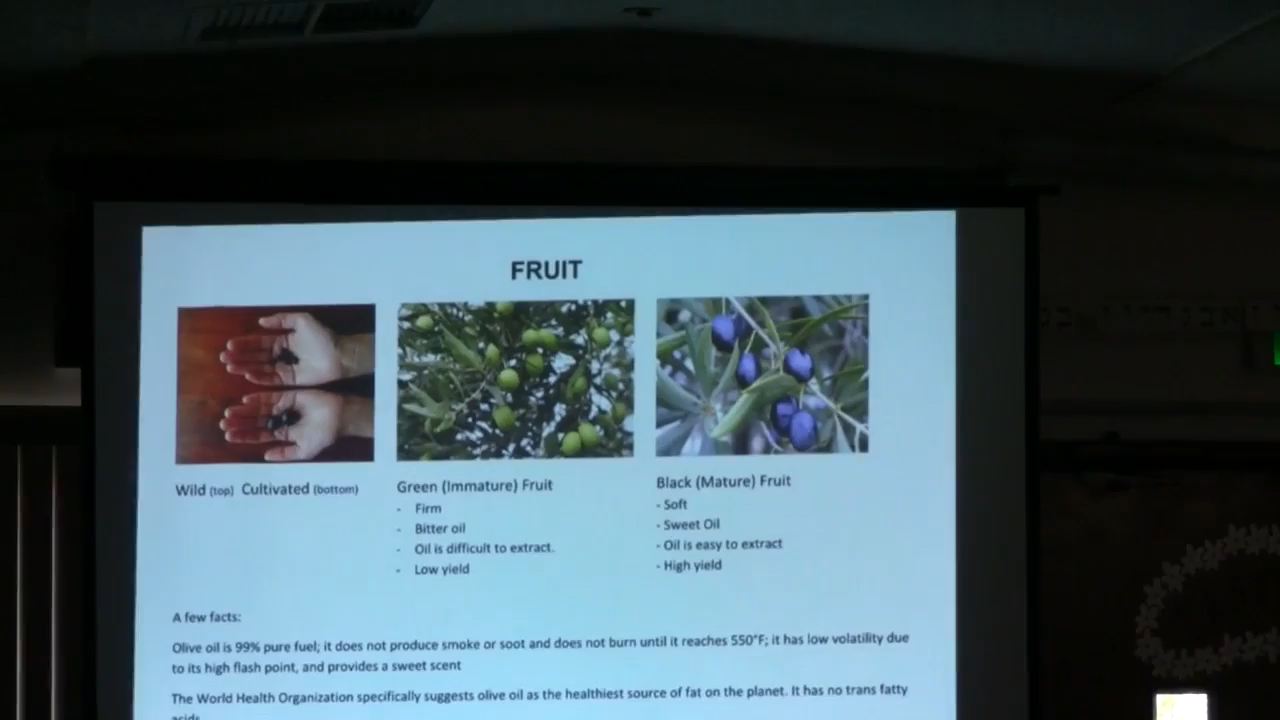 FRUIT
Wild (top) Cultivated (bottom)
Green (Immature) Fruit
- Firm
- Bitter oil
- Oil is difficult to extract.
- Low yield
Black (Mature) Fruit
- Soft
- Sweet Oil
- Oil is easy to extract
- High yield
A few facts:
Olive oil is 99% pure fuel; it does not produce smoke or soot and does not burn until it reaches 550°F; it has low volatility due
to its high flash point, and provides a sweet scent
The World Health Organization specifically suggests olive oil as the healthiest source of fat on the planet. It has no trans fatty
acids